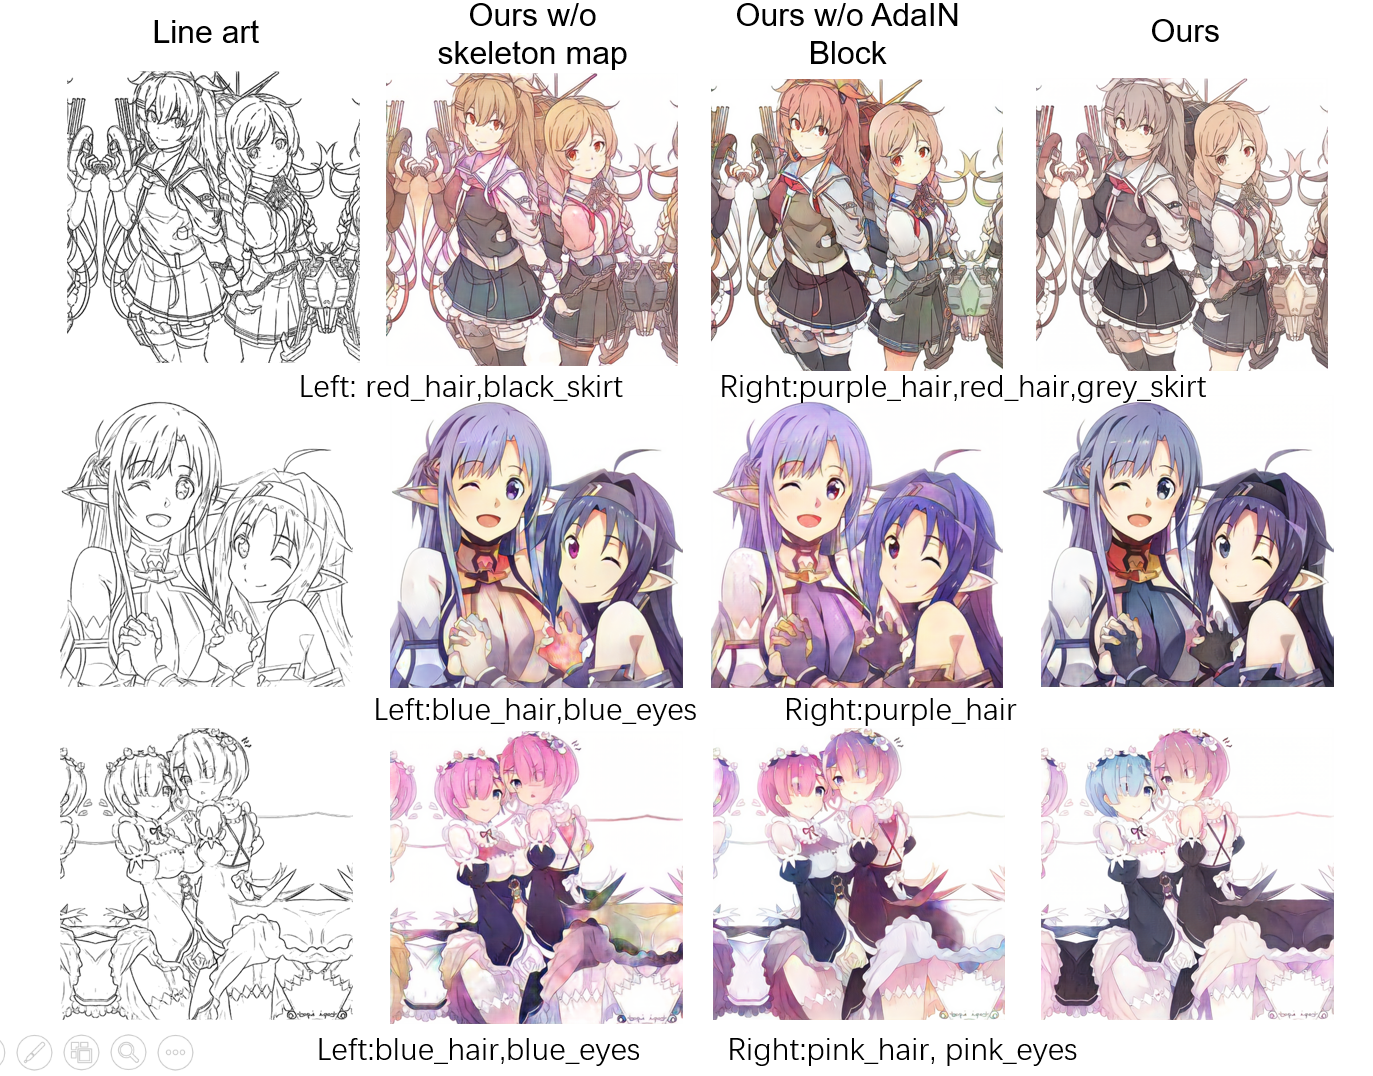 Line art
Ours w/o
skeleton map
Ours w/o AdaIN
Block
Ours
Left: red_hair,black_skirt
Right:purple_hair,red_hair,grey_skirt
Left:blue_hair,blue_eyes
Right:purple_hair
Left:blue_hair,blue_eyes
Right:pink_hair, pink_eyes